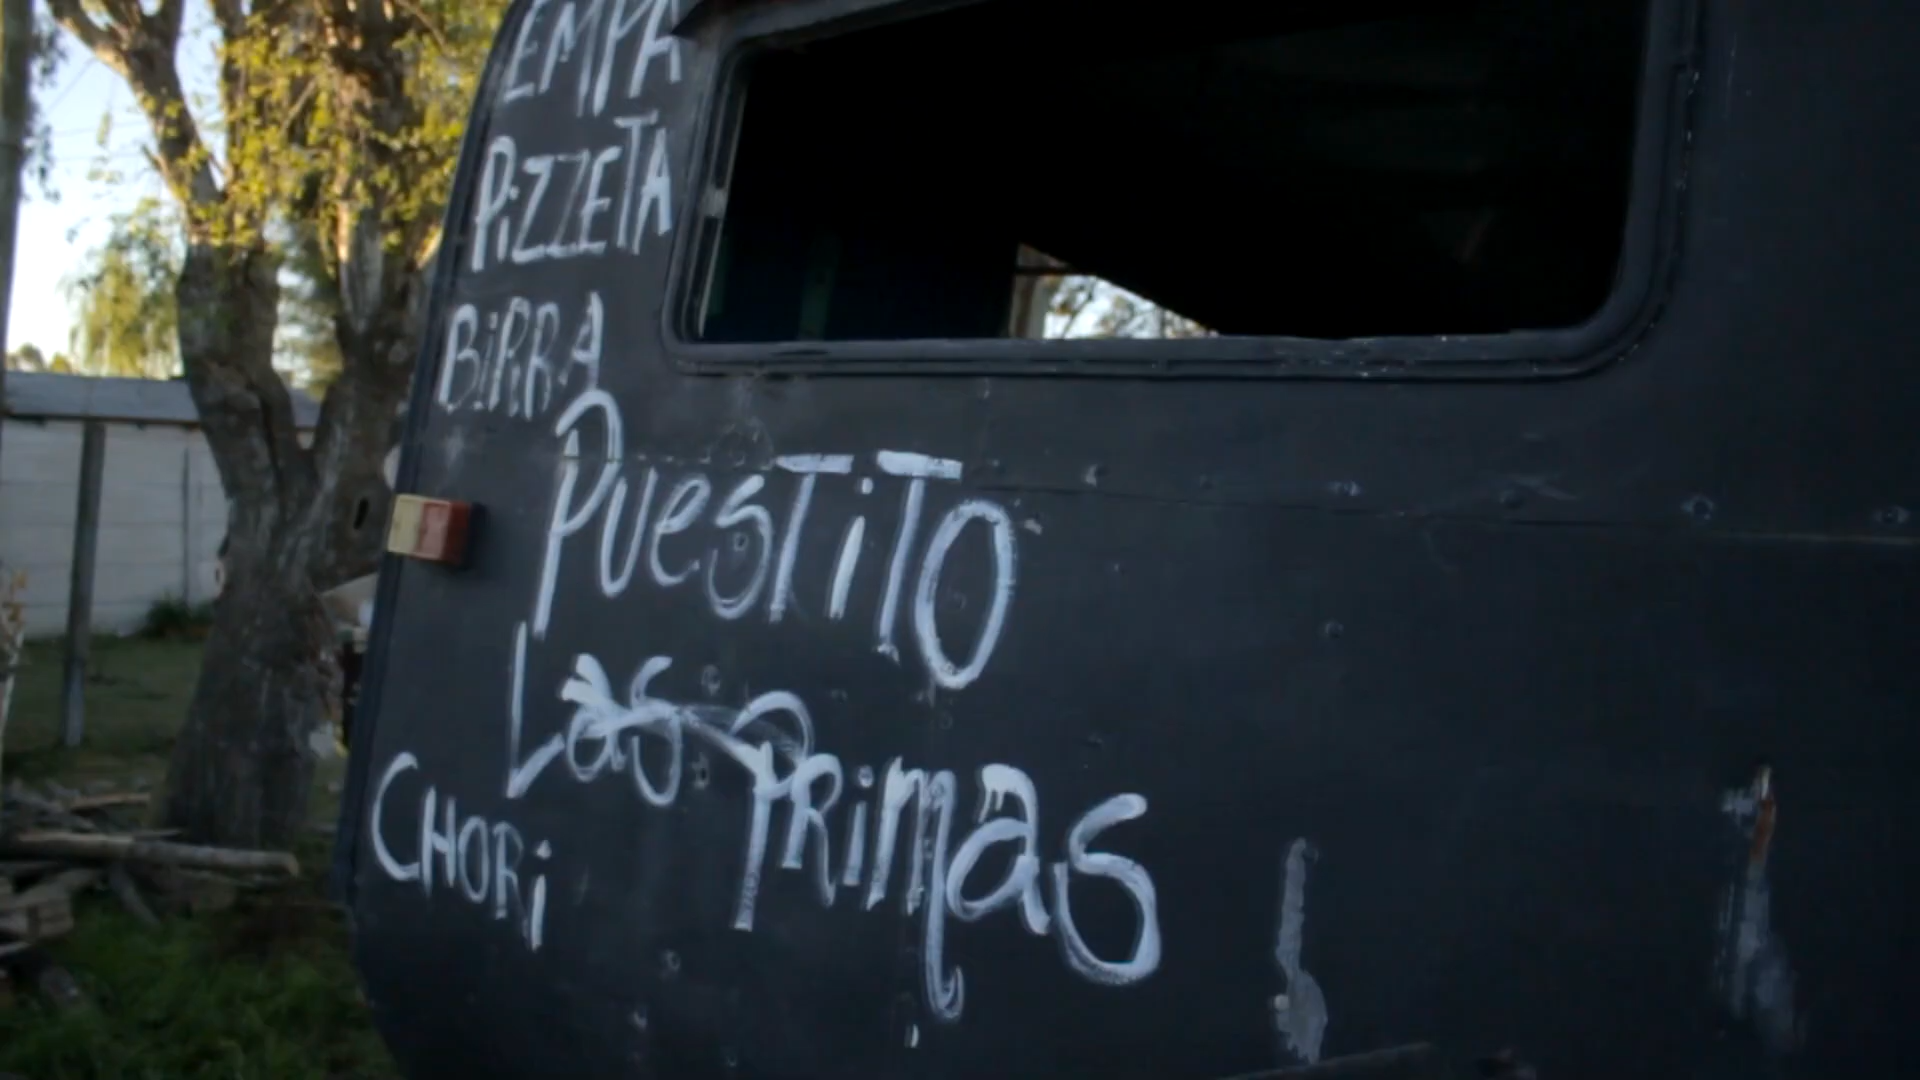 EMPA
PiZZETA
BiRRA
PuesTiTO
Las PRimas
CHORi